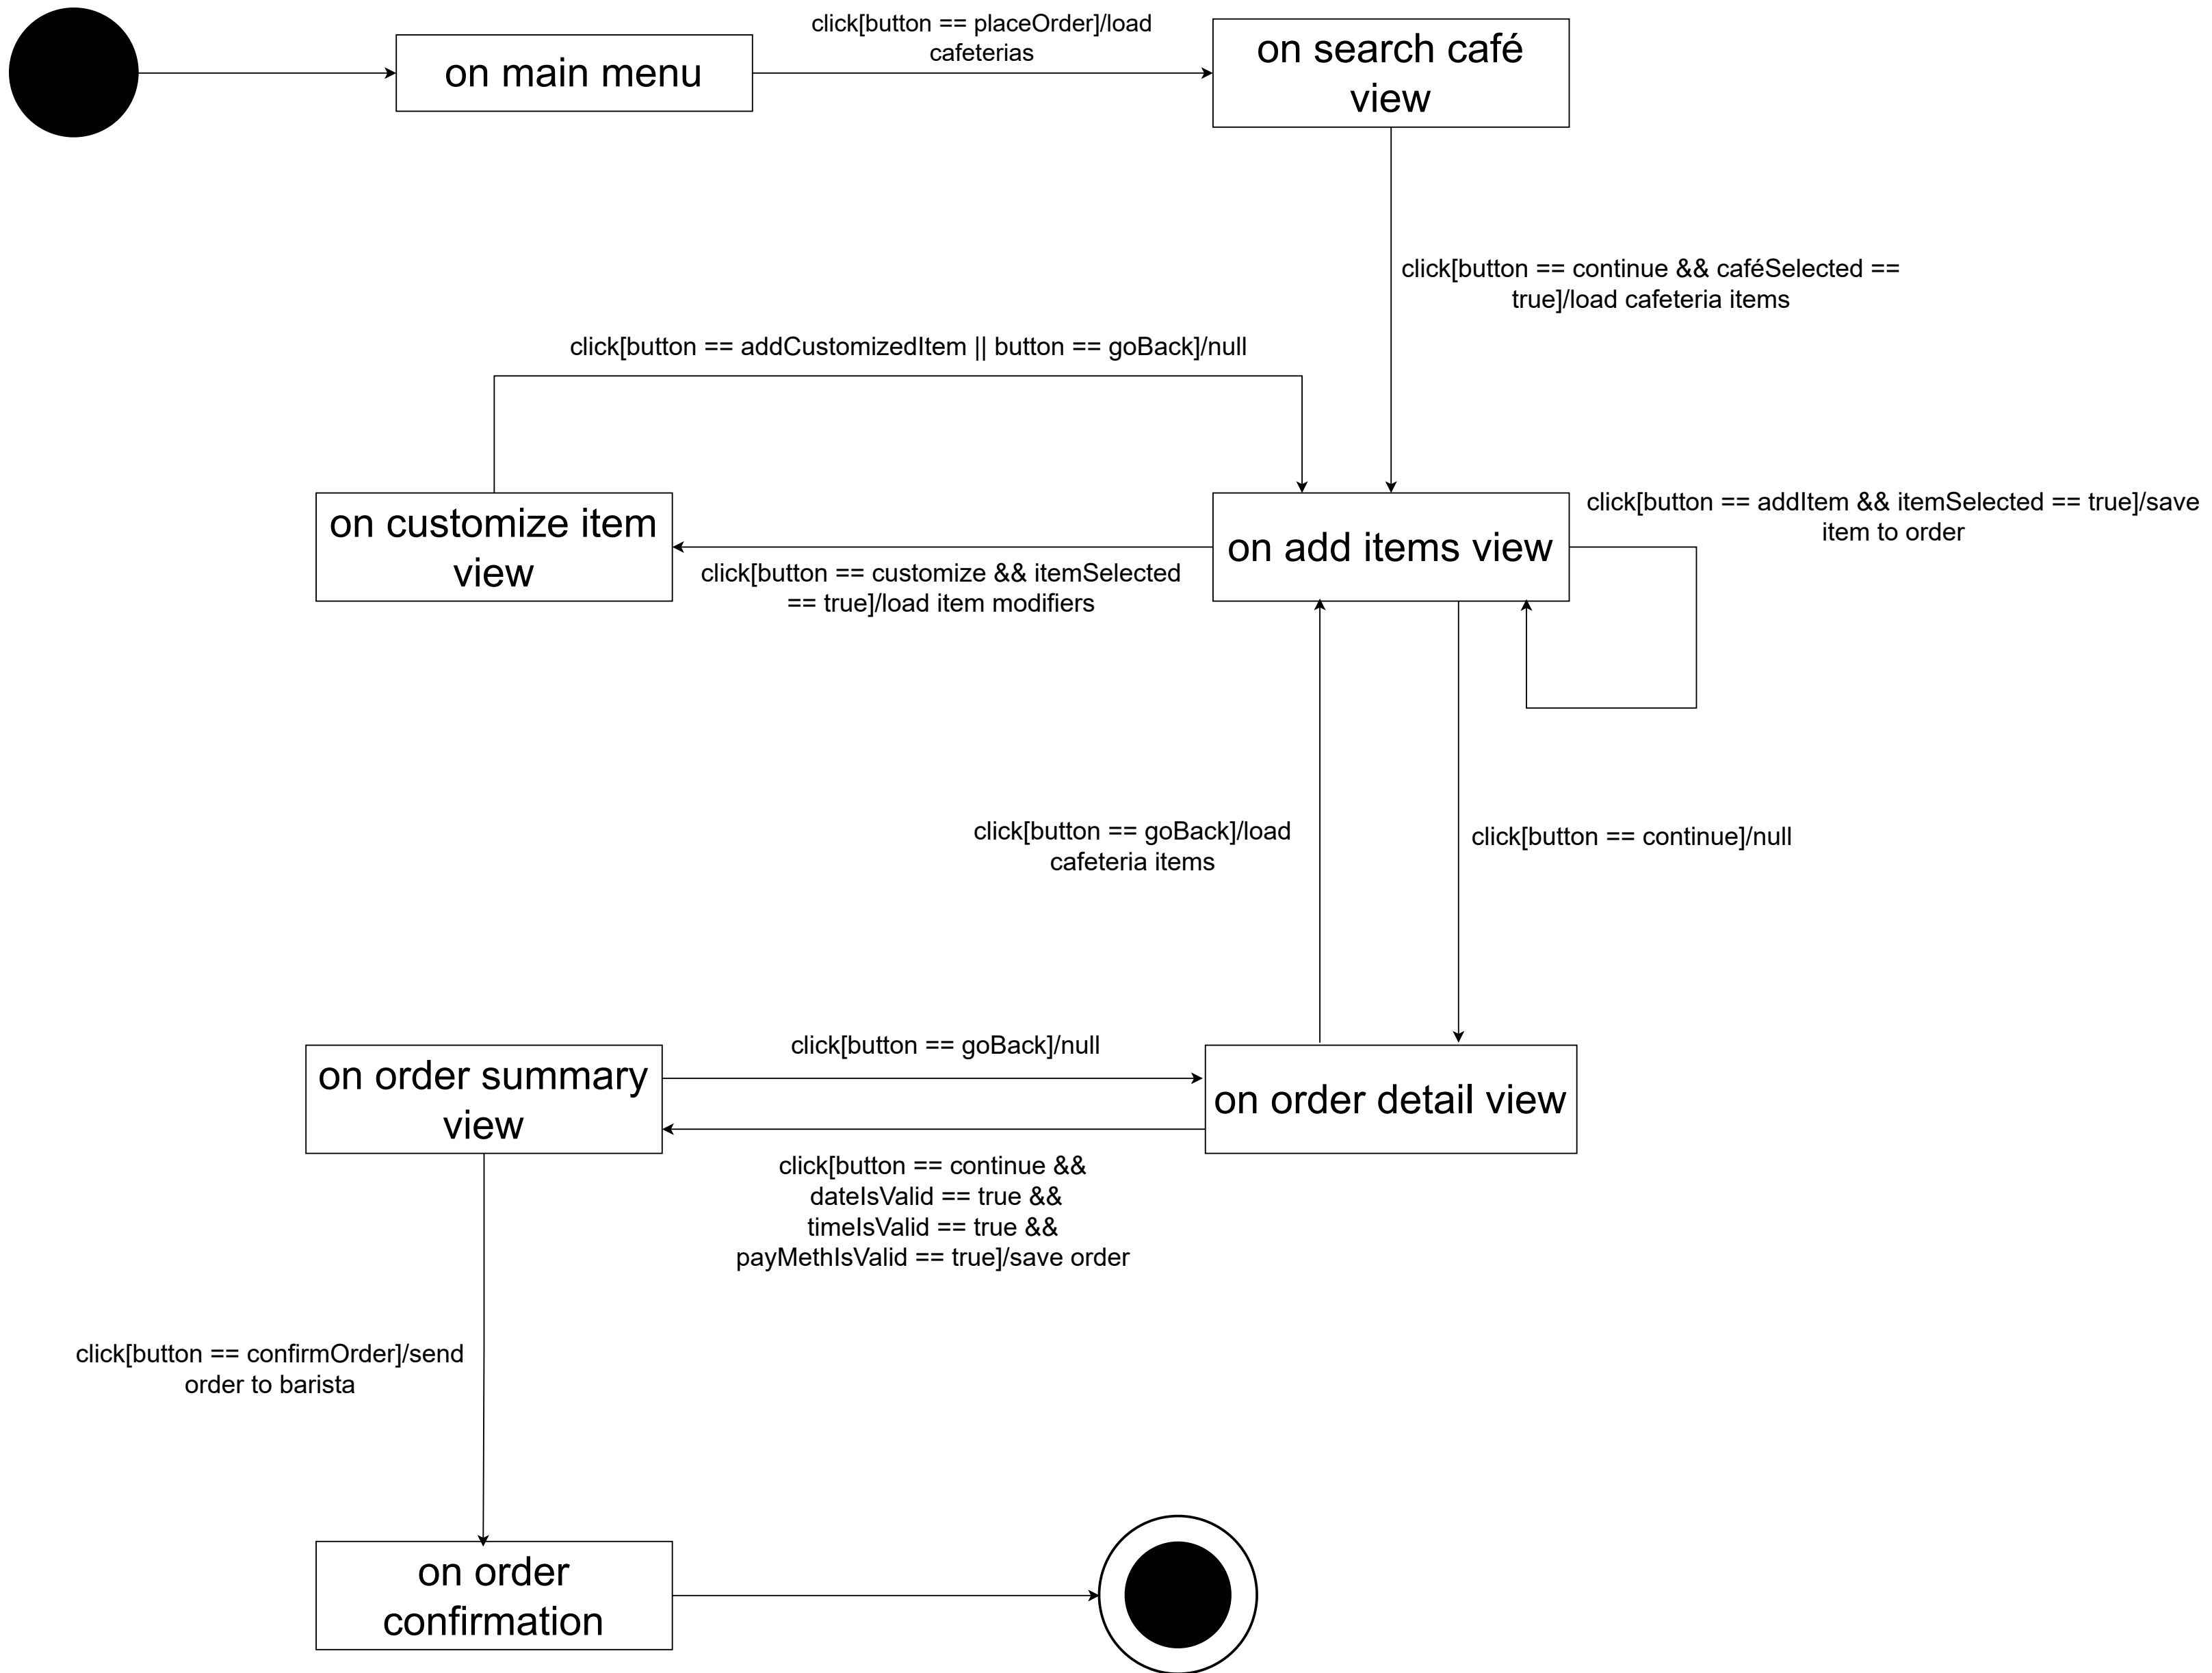 click[button == placeOrder]/load
cafeterias
on main menu
on search café
view
click[button == continue && caféSelected ==
true]/load cafeteria items
click[button == addCustomizedItem || button == goBack]/null
on customize item
view
click[button == customize && itemSelected
== true]/load item modifiers
on add items view
click[button == addItem && itemSelected == true]/save
item to order
click[button == goBack]/load
cafeteria items
click[button == continue]/null
on order summary
view
click[button == goBack]/null
on order detail view
click[button == continue &&
dateIsValid == true &&
timeIsValid == true &&
payMethIsValid == true]/save order
click[button == confirmOrder]/send
order to barista
on order
confirmation